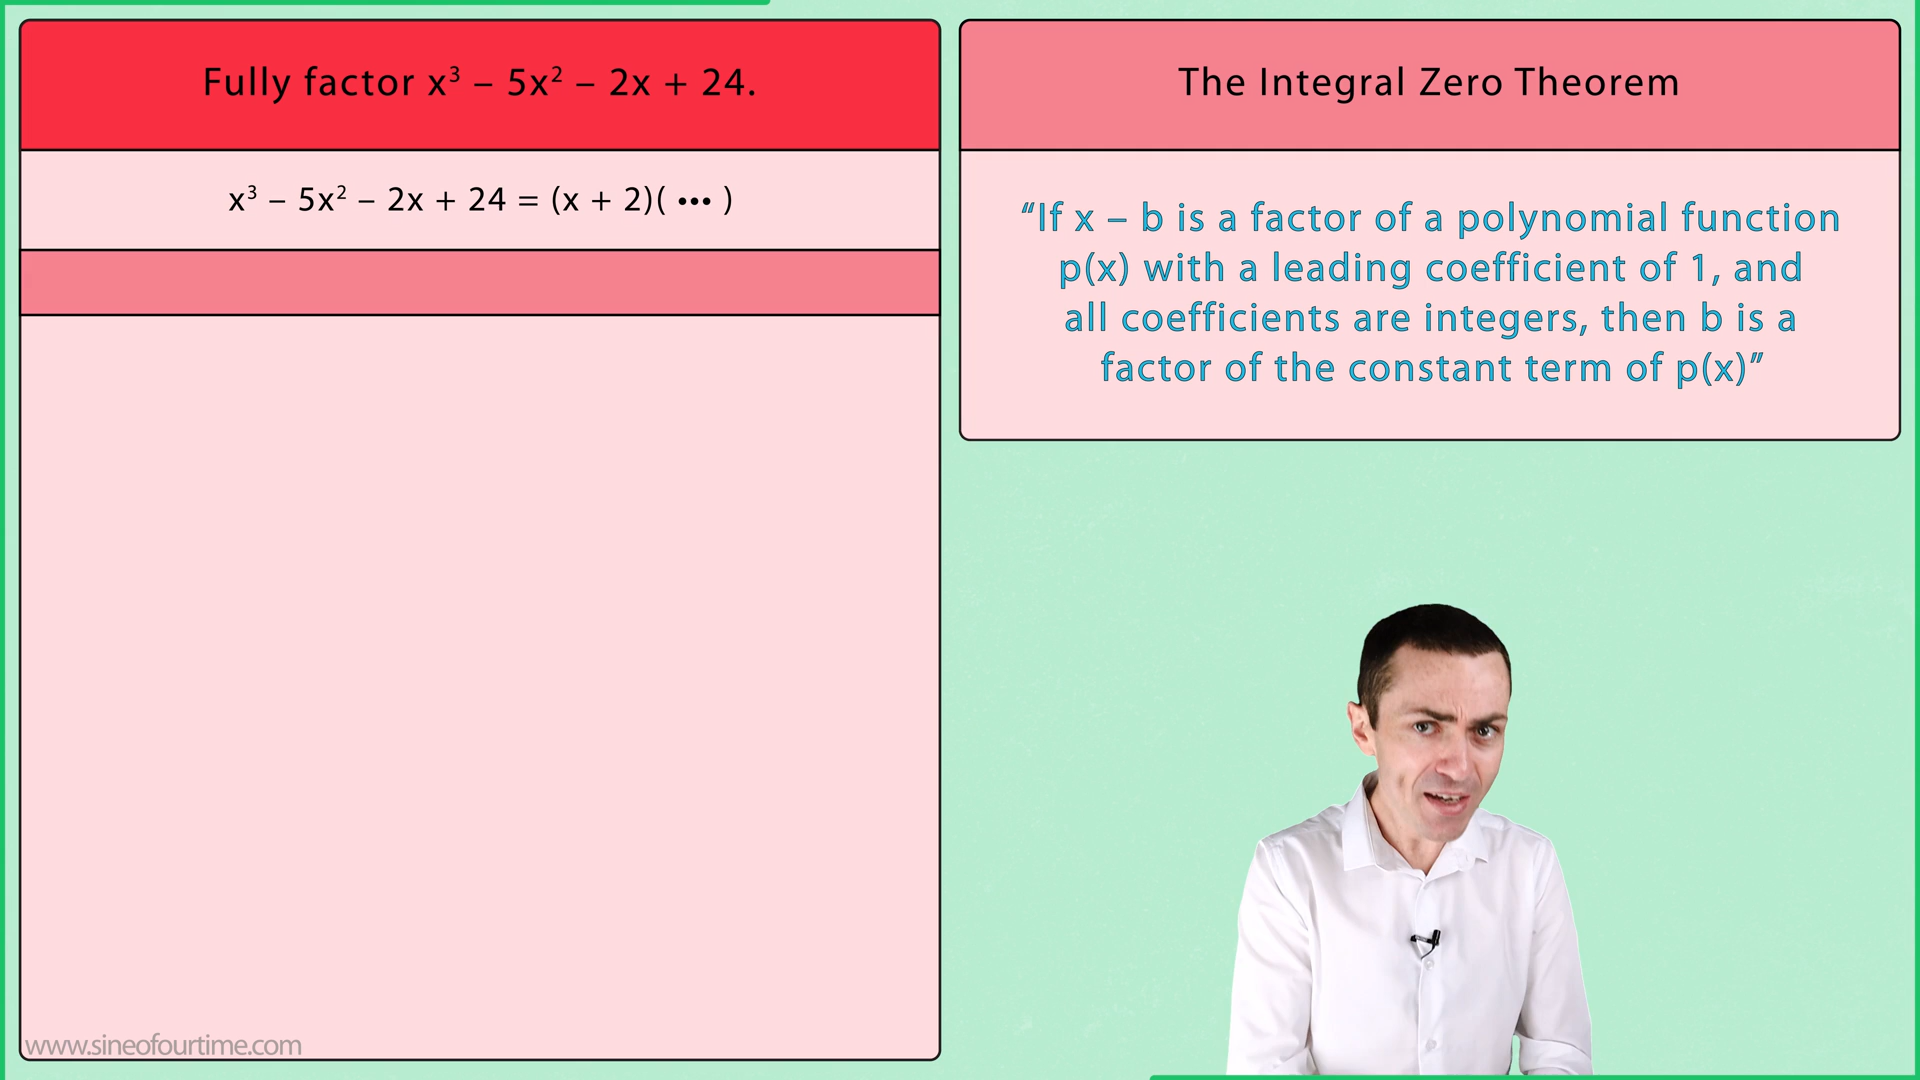 Fully factor x³ – 5x² – 2x + 24.
x³ – 5x² – 2x + 24 = (x + 2)( ••• )
www.sineofourtime.com
The Integral Zero Theorem
“If x – b is a factor of a polynomial function
p(x) with a leading coefficient of 1, and
all coefficients are integers, then b is a
factor of the constant term of p(x)”